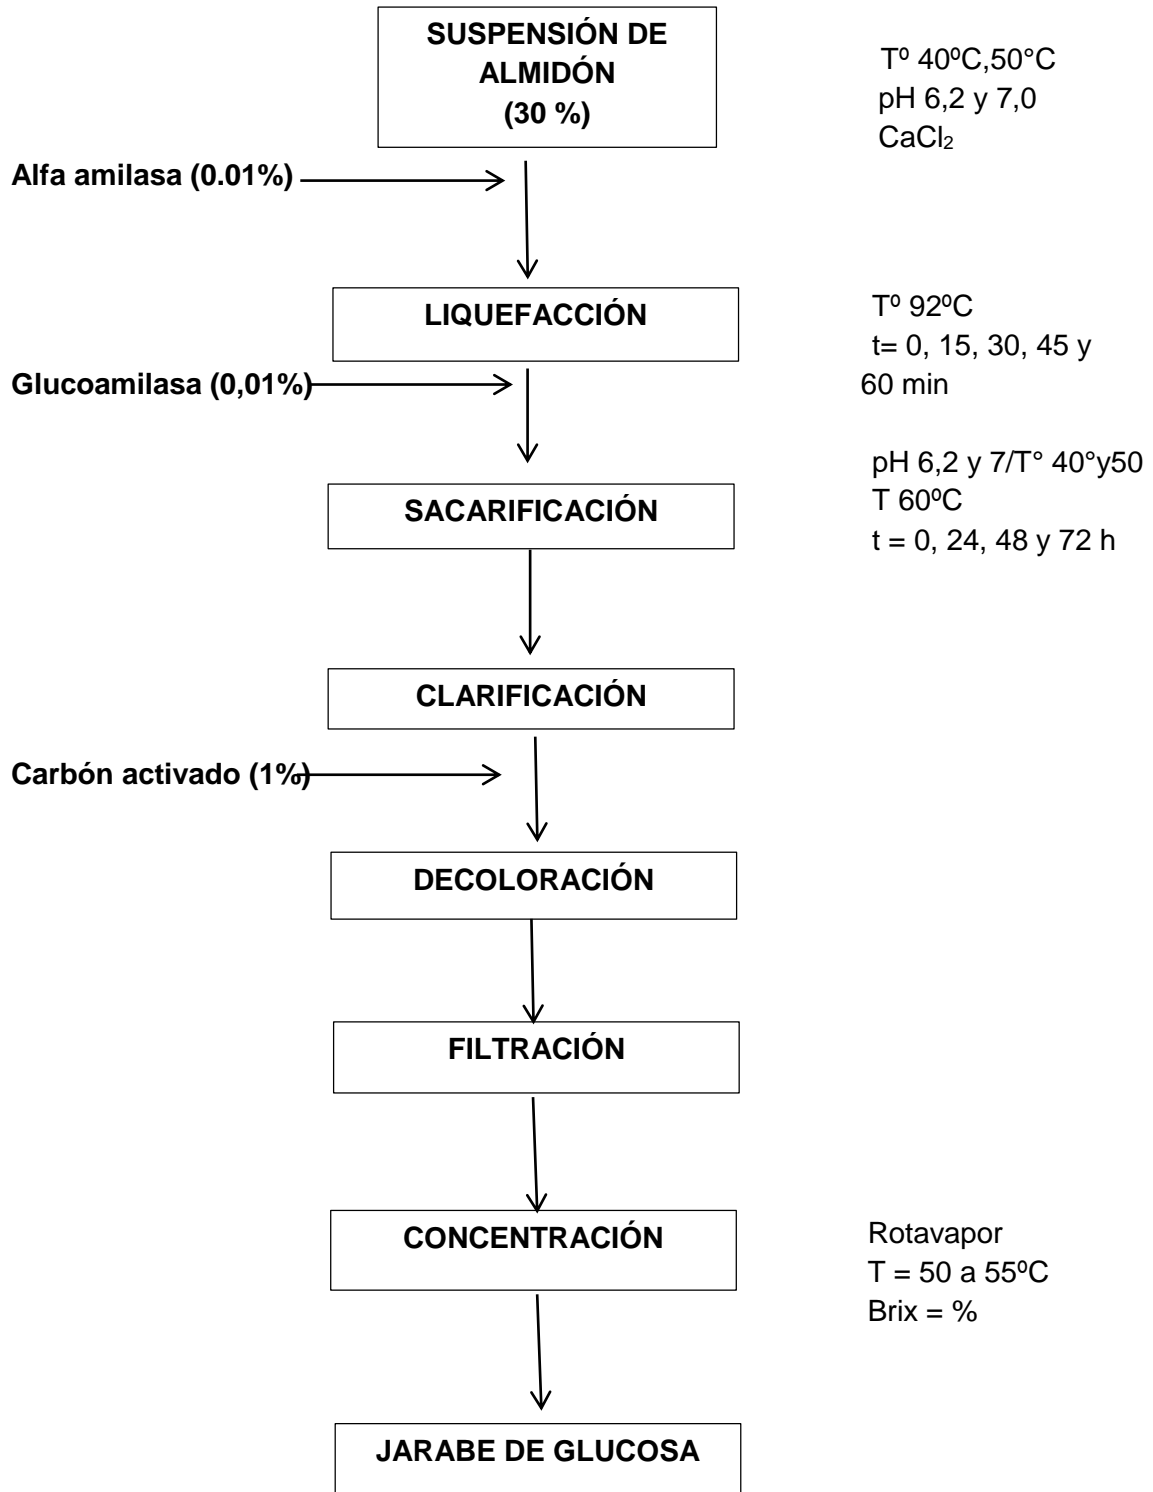 SUSPENSIÓN DE
ALMIDÓN
(30 %)
Tº 40ºC,50°C
pH 6,2 y 7,0
CaCl₂
Alfa amilasa (0.01%)
LIQUEFACCIÓN
Tº 92ºC
t= 0, 15, 30, 45 y
60 min
Glucoamilasa (0,01%)
pH 6,2 y 7/T° 40°y50
T 60ºC
t = 0, 24, 48 y 72 h
SACARIFICACIÓN
CLARIFICACIÓN
Carbón activado (1%)
DECOLORACIÓN
FILTRACIÓN
CONCENTRACIÓN
Rotavapor
T = 50 a 55ºC
Brix = %
JARABE DE GLUCOSA